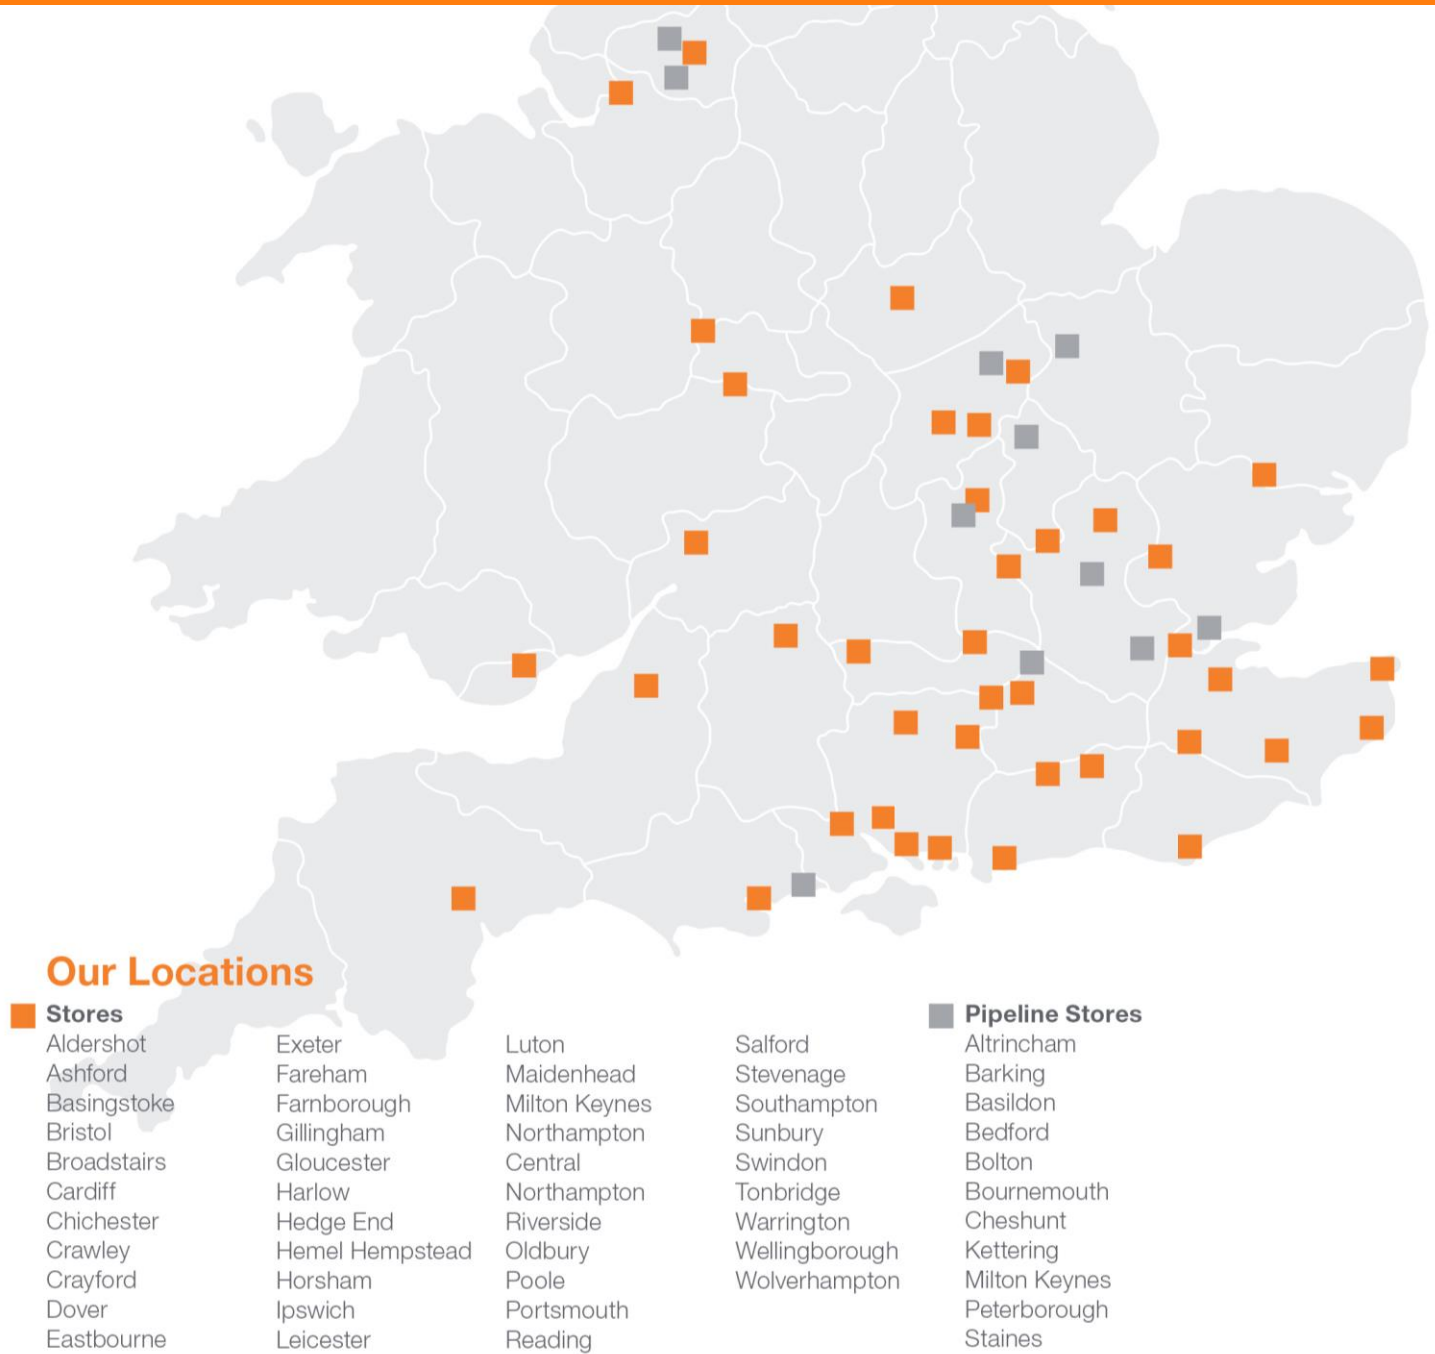 Our Locations
Stores
Aldershot
Ashford
Basingstoke
Bristol
Broadstairs
Cardiff
Chichester
Crawley
Crayford
Dover
Eastbourne
Exeter
Fareham
Farnborough
Gillingham
Gloucester
Harlow
Hedge End
Hemel Hempstead
Horsham
Ipswich
Leicester
Luton
Maidenhead
Milton Keynes
Northampton
Central
Northampton
Riverside
Oldbury
Poole
Portsmouth
Reading
Salford
Stevenage
Southampton
Sunbury
Swindon
Tonbridge
Warrington
Wellingborough
Wolverhampton
Pipeline Stores
Altrincham
Barking
Basildon
Bedford
Bolton
Bournemouth
Cheshunt
Kettering
Milton Keynes
Peterborough
Staines